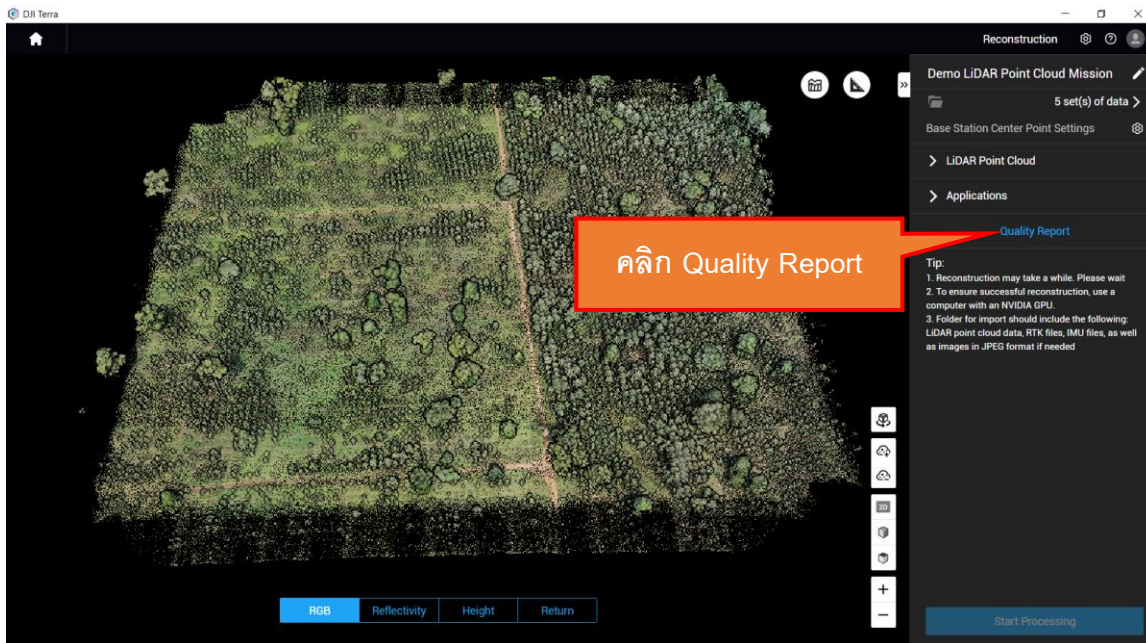 DJI Terra
Reconstruction
Demo LiDAR Point Cloud Mission
5 set(s) of data
Base Station Center Point Settings
LiDAR Point Cloud
Applications
Quality Report
คลิก Quality Report
Tip:
1. Reconstruction may take a while. Please wait
2. To ensure successful reconstruction, use a
computer with an NVIDIA GPU.
3. Folder for import should include the following:
LiDAR point cloud data, RTK files, IMU files, as well
as images in JPEG format if needed
2D
RGB
Reflectivity
Height
Return
Start Processing